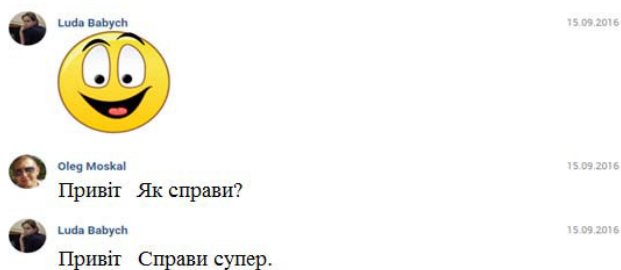 Luda Babych 15.09.2016
Oleg Moskal 15.09.2016
Привіт Як справи?
Luda Babych 15.09.2016
Привіт Справи супер.